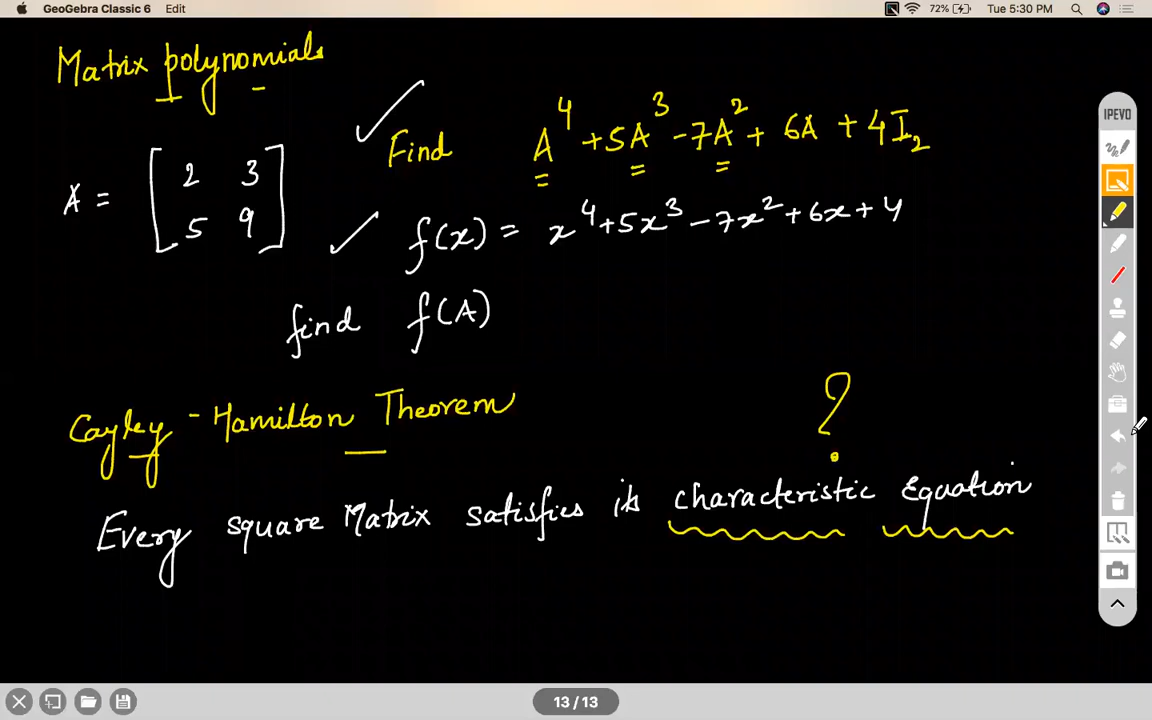 GeoGebra Classic 6 Edit 72% Tue 5:30 PM
Matrix polynomials
Find A⁴ + 5A³ - 7A² + 6A + 4I₂
IPEVO
A = [2 3
5 9]
f(x) = x⁴ + 5x³ - 7x² + 6x + 4
find f(A)
Cayley - Hamilton Theorem
?
Every square Matrix satisfies its characteristic Equation
13 / 13